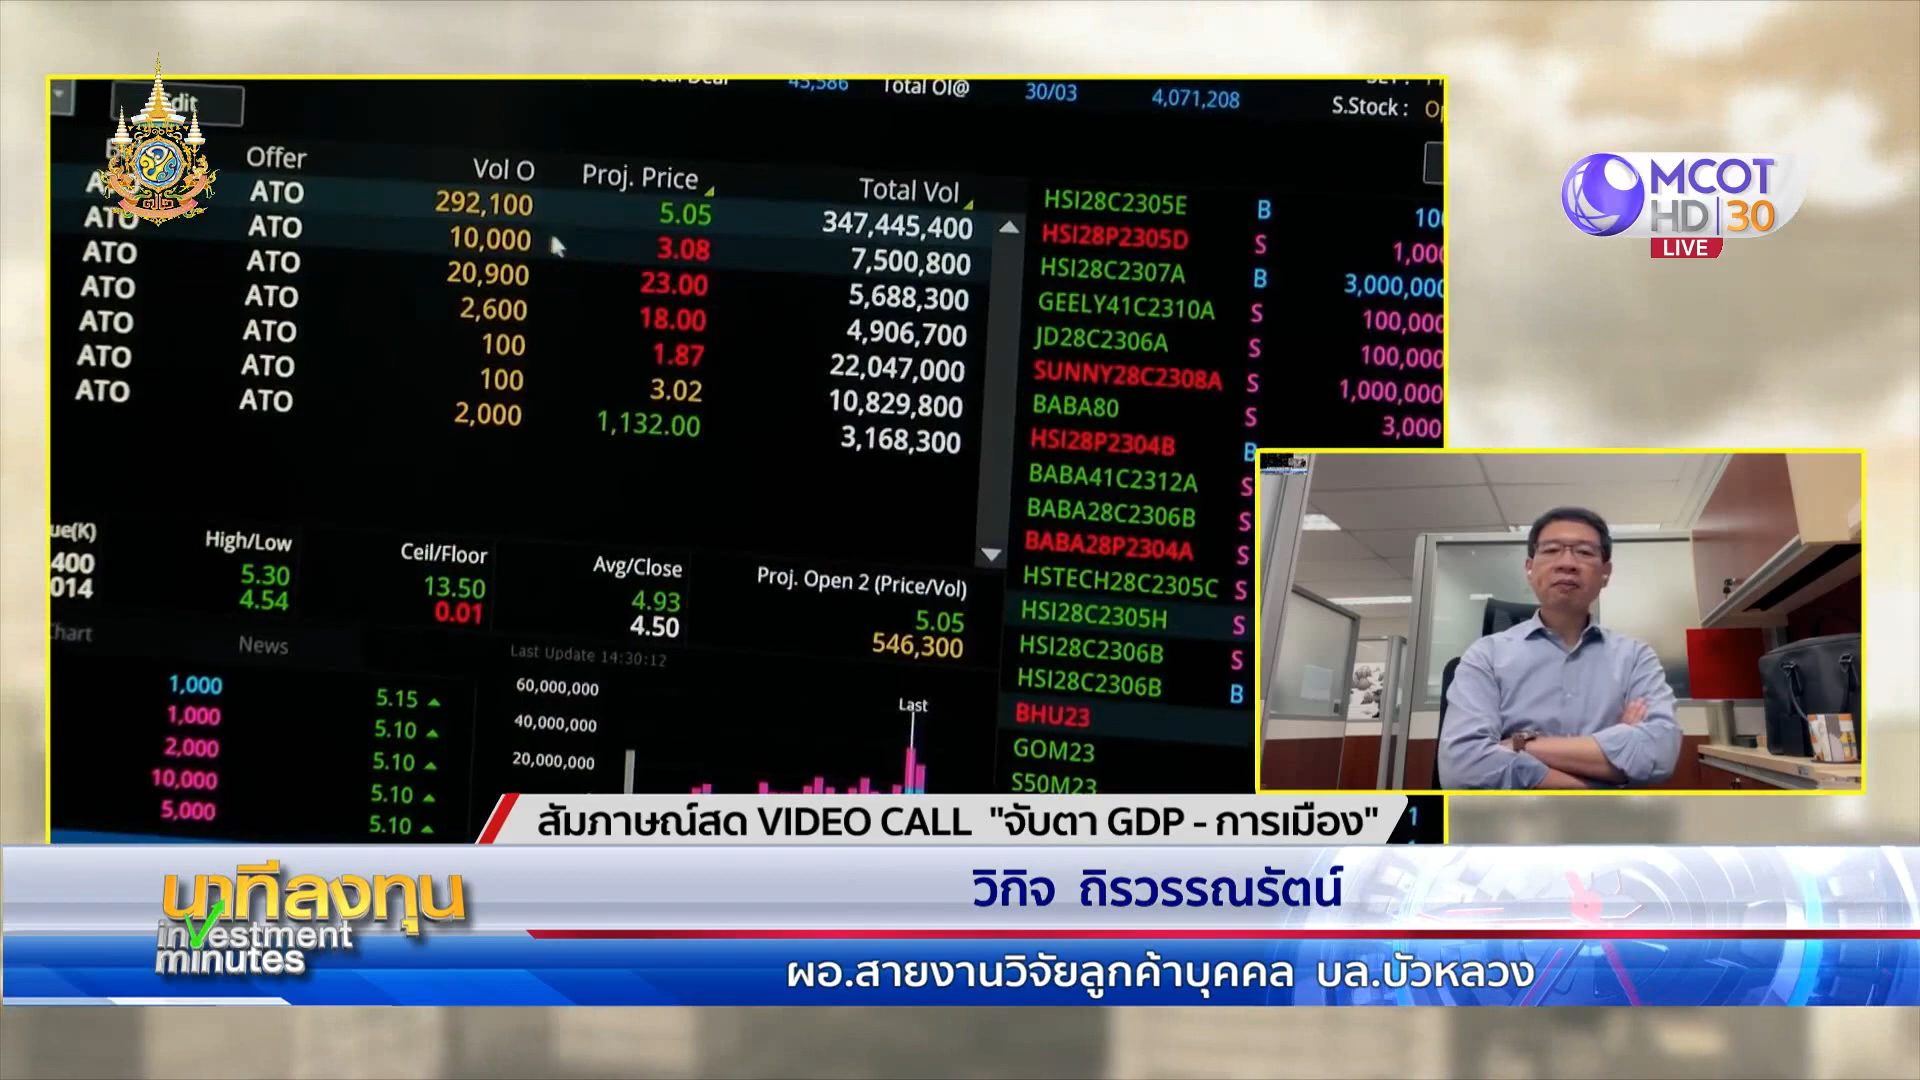 Edit
45,586
Total OI@
30/03
4,071,208
S.Stock :
Offer
Vol O
Proj. Price
Total Vol
ATO 292,100 5.05 347,445,400
ATO ATO 10,000 3.08 7,500,800
ATO ATO 20,900 23.00 5,688,300
ATO ATO 2,600 18.00 4,906,700
ATO ATO 100 1.87 22,047,000
ATO ATO 100 3.02 10,829,800
ATO ATO 2,000 1,132.00 3,168,300
HSI28C2305E B
HSI28P2305D S
HSI28C2307A B 3,000,000
GEELY41C2310A S 100,000
JD28C2306A S 100,000
SUNNY28C2308A S 1,000,000
BABA80 S 3,000
HSI28P2304B B
BABA41C2312A S
BABA28C2306B S
BABA28P2304A S
HSTECH28C2305C S
HSI28C2305H S
HSI28C2306B S
HSI28C2306B B
BHU23
GOM23
S50M23
High/Low
Ceil/Floor
Avg/Close
Proj. Open 2 (Price/Vol)
5.30 13.50 4.93 5.05
4.54 0.01 4.50 546,300
News
Last Update 14:30:12
1,000 5.15
1,000 5.10
2,000 5.10
10,000 5.10
5,000 5.10
60,000,000
40,000,000
20,000,000
Last
MCOT
HD 30
LIVE
สัมภาษณ์สด VIDEO CALL "จับตา GDP - การเมือง"
นาทีลงทุน
investment
minutes
วิกิจ ถิรวรรณรัตน์
ผอ.สายงานวิจัยลูกค้าบุคคล บล.บัวหลวง